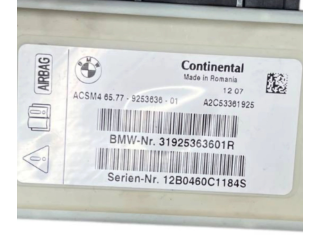 BMW
Continental
Made in Romania
AIRBAG
12 07
ACSM4 65.77 - 9253636 - 01
A2C53361925
BMW-Nr. 31925363601R
Serien-Nr. 12B0460C1184S